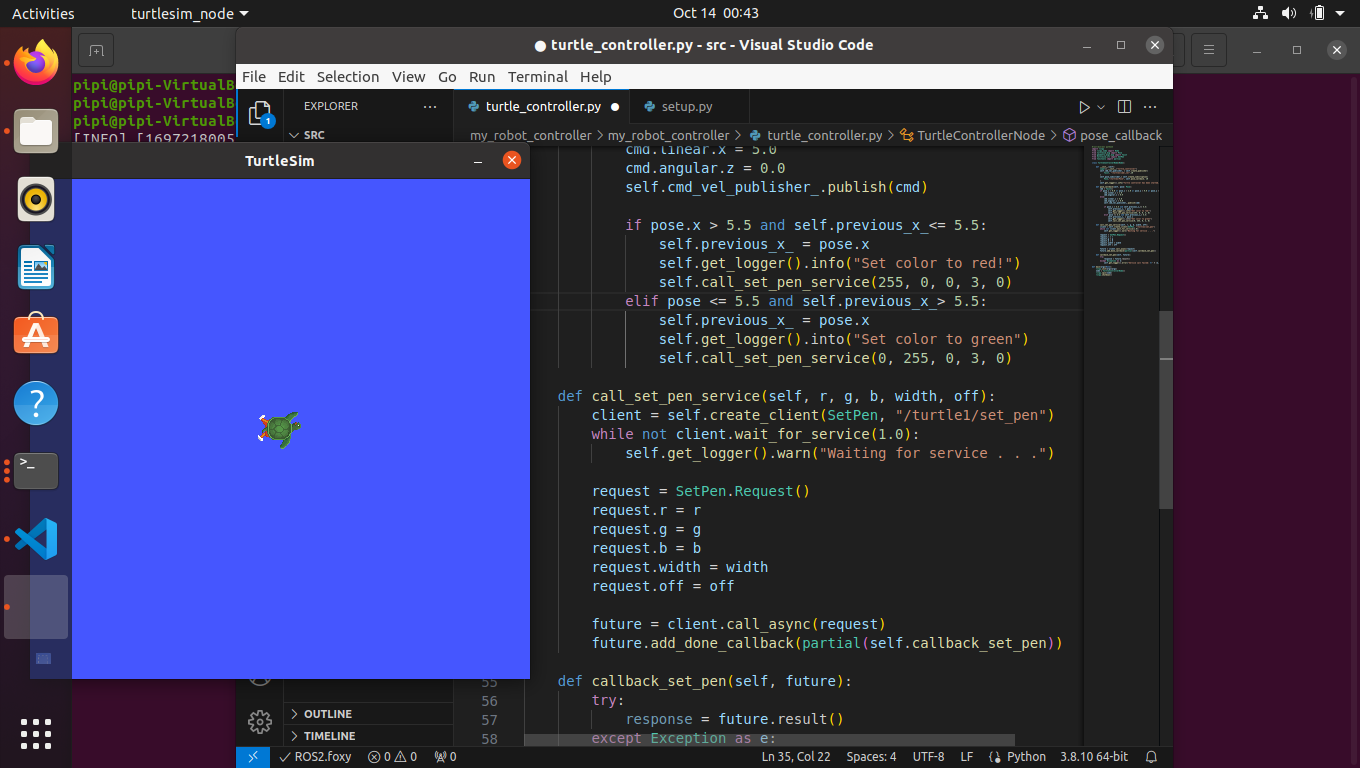 Activities
turtlesim_node
Oct 14 00:43
turtle_controller.py - src - Visual Studio Code
File Edit Selection View Go Run Terminal Help
pipi@pipi-VirtualB
pipi@pipi-VirtualB
pipi@pipi-VirtualB
[INFO] [1697218005
EXPLORER
SRC
1
turtle_controller.py
setup.py
my_robot_controller > my_robot_controller > turtle_controller.py > TurtleControllerNode > pose_callback
TurtleSim
cmd.linear.x = 5.0
cmd.angular.z = 0.0
self.cmd_vel_publisher_.publish(cmd)
if pose.x > 5.5 and self.previous_x_<= 5.5:
self.previous_x_ = pose.x
self.get_logger().info("Set color to red!")
self.call_set_pen_service(255, 0, 0, 3, 0)
elif pose <= 5.5 and self.previous_x_> 5.5:
self.previous_x_ = pose.x
self.get_logger().into("Set color to green")
self.call_set_pen_service(0, 255, 0, 3, 0)
def call_set_pen_service(self, r, g, b, width, off):
client = self.create_client(SetPen, "/turtle1/set_pen")
while not client.wait_for_service(1.0):
self.get_logger().warn("Waiting for service . . .")
request = SetPen.Request()
request.r = r
request.g = g
request.b = b
request.width = width
request.off = off
future = client.call_async(request)
future.add_done_callback(partial(self.callback_set_pen))
55 def callback_set_pen(self, future):
56 try:
57 response = future.result()
58 except Exception as e:
OUTLINE
TIMELINE
ROS2.foxy
0
0
0
Ln 35, Col 22
Spaces: 4
UTF-8
LF
Python
3.8.10 64-bit